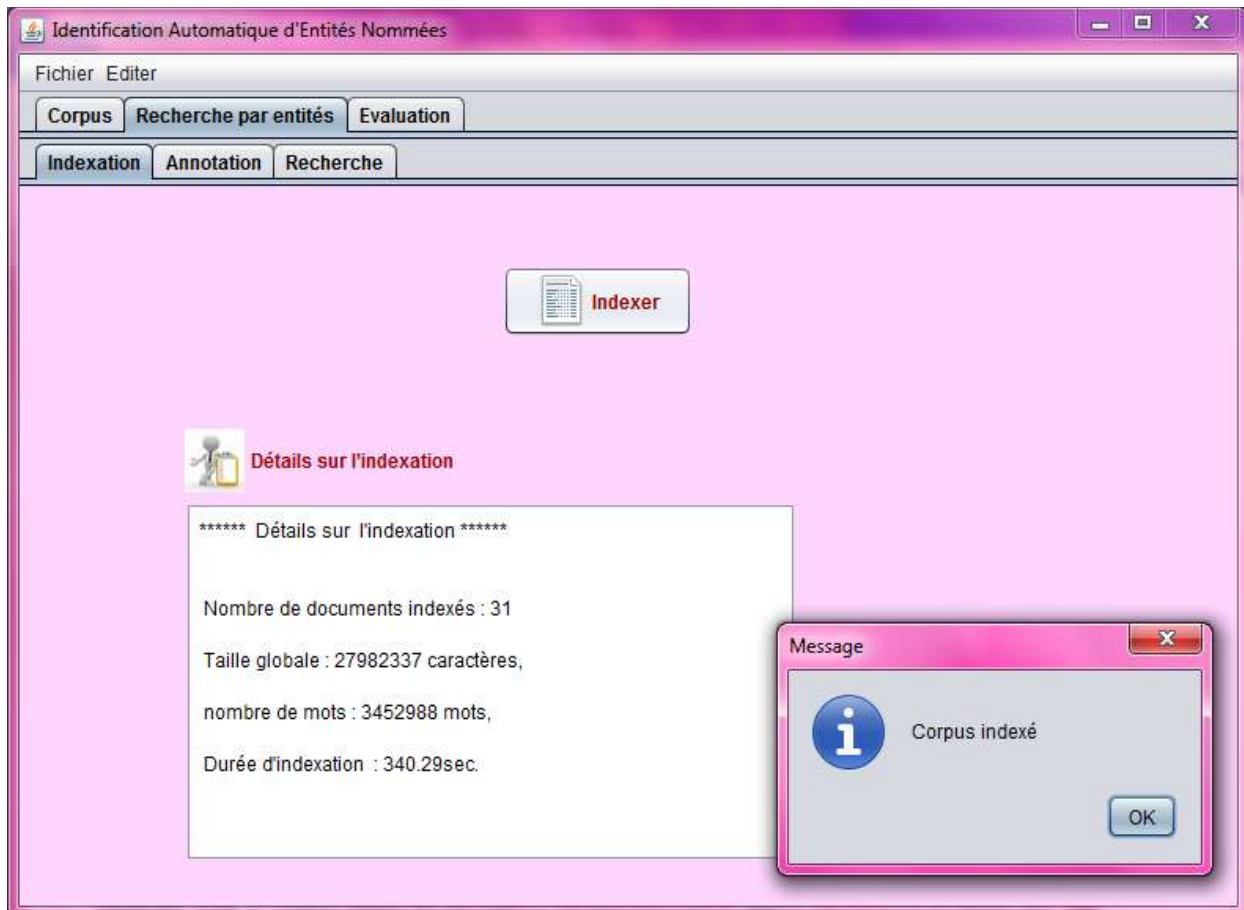 Identification Automatique d'Entités Nommées
Fichier Editer
Corpus Recherche par entités Evaluation
Indexation Annotation Recherche
Indexer
Détails sur l'indexation
****** Détails sur l'indexation ******
Nombre de documents indexés : 31
Taille globale : 27982337 caractères,
nombre de mots : 3452988 mots,
Durée d'indexation : 340.29sec.
Message
Corpus indexé
OK